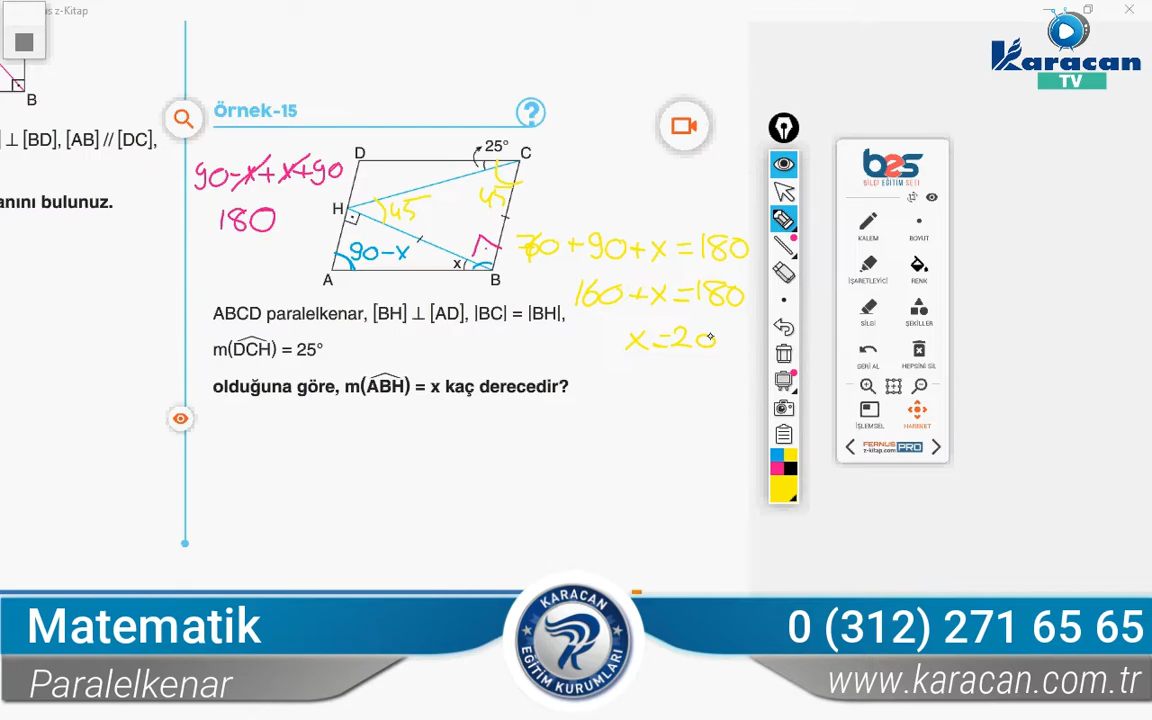 s z-Kitap
Karacan
TV
B
⊥ [BD], [AB] // [DC],
anını bulunuz.
Örnek-15
?
90-x+x+90
180
D
25°
C
45
H
45
90-x
x
A
B
70+90+x=180
160+x=180
x=20
ABCD paralelkenar, [BH] ⊥ [AD], |BC| = |BH|,
m(DCH) = 25°
olduğuna göre, m(ABH) = x kaç derecedir?
b2s
BİLGİ EĞİTİM SETİ
KALEM
BOYUT
İŞARETLEYİCİ
RENK
SİLGİ
ŞEKİLLER
GERİ AL
HEPSİNİ SİL
İŞLEMSEL
HAREKET
FERNUS PRO
z-kitap.com
Matematik
Paralelkenar
KARACAN
EĞİTİM KURUMLARI
0 (312) 271 65 65
www.karacan.com.tr